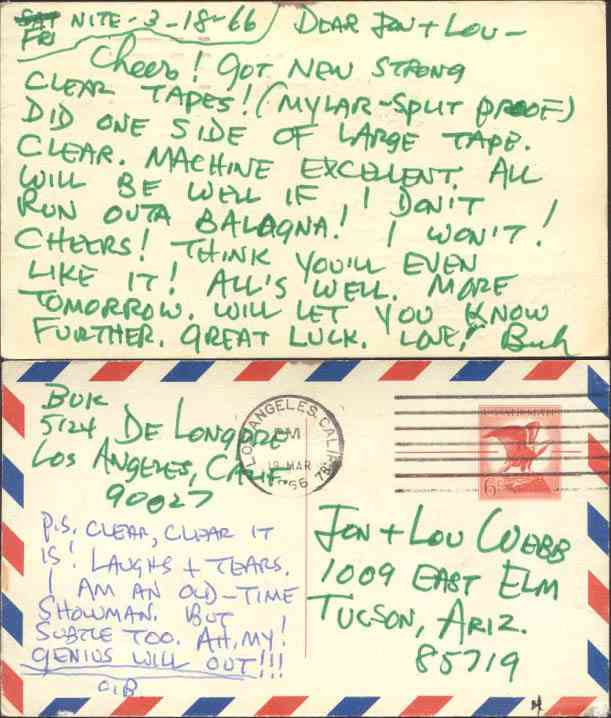 SAT NITE - 3-18-66 DEAR JON + LOU -
FRI
Cheers! GOT NEW STRONG
CLEAR TAPES! (MYLAR-SPLIT PROOF)
DID ONE SIDE OF LARGE TAPE.
CLEAR. MACHINE EXCELLENT. ALL
WILL BE WELL IF I DON'T
RUN OUTA BALAGNA! I WON'T!
CHEERS! THINK YOU'LL EVEN
LIKE IT! ALL'S WELL. MORE
TOMORROW. WILL LET YOU KNOW
FURTHER. GREAT LUCK. LOVE! Buk
BUK
5124 DE LONGPRE
LOS ANGELES, CALIF.
90027
LOS ANGELES, CALIF.
PM
19 MAR
1966
6c
P.S. CLEAR, CLEAR IT
IS! LAUGHS + TEARS.
I AM AN OLD-TIME
SHOWMAN. BUT
SUBTLE TOO. AH, MY!
GENIUS WILL OUT!!!
JON + LOU WEBB
1009 EAST ELM
TUCSON, ARIZ.
85719